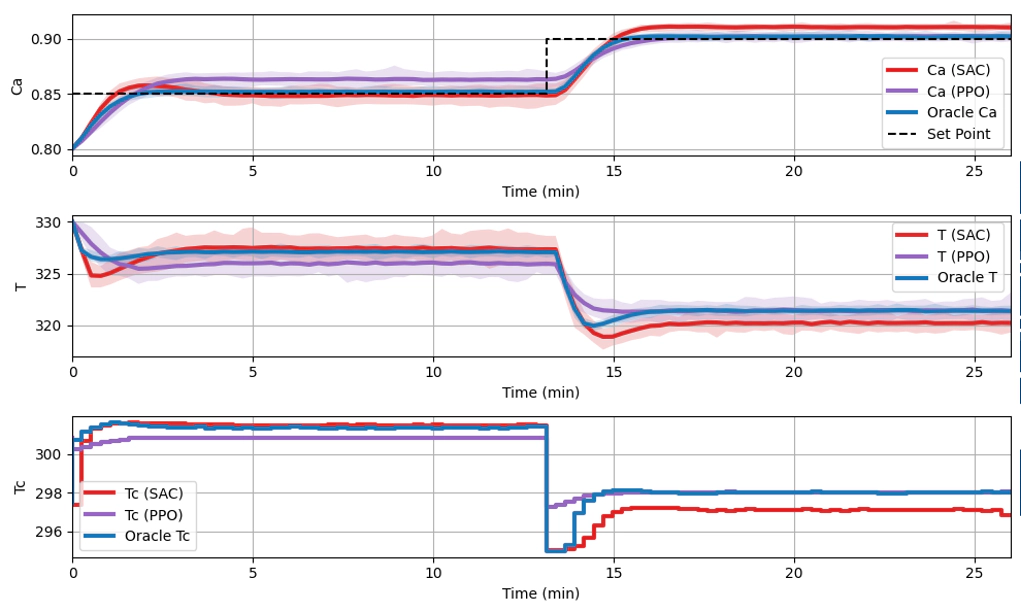 Ca
0.90
0.85
0.80
Ca (SAC)
Ca (PPO)
Oracle Ca
Set Point
0 5 10 15 20 25
Time (min)
T
330
325
320
T (SAC)
T (PPO)
Oracle T
0 5 10 15 20 25
Time (min)
Tc
300
298
296
Tc (SAC)
Tc (PPO)
Oracle Tc
0 5 10 15 20 25
Time (min)